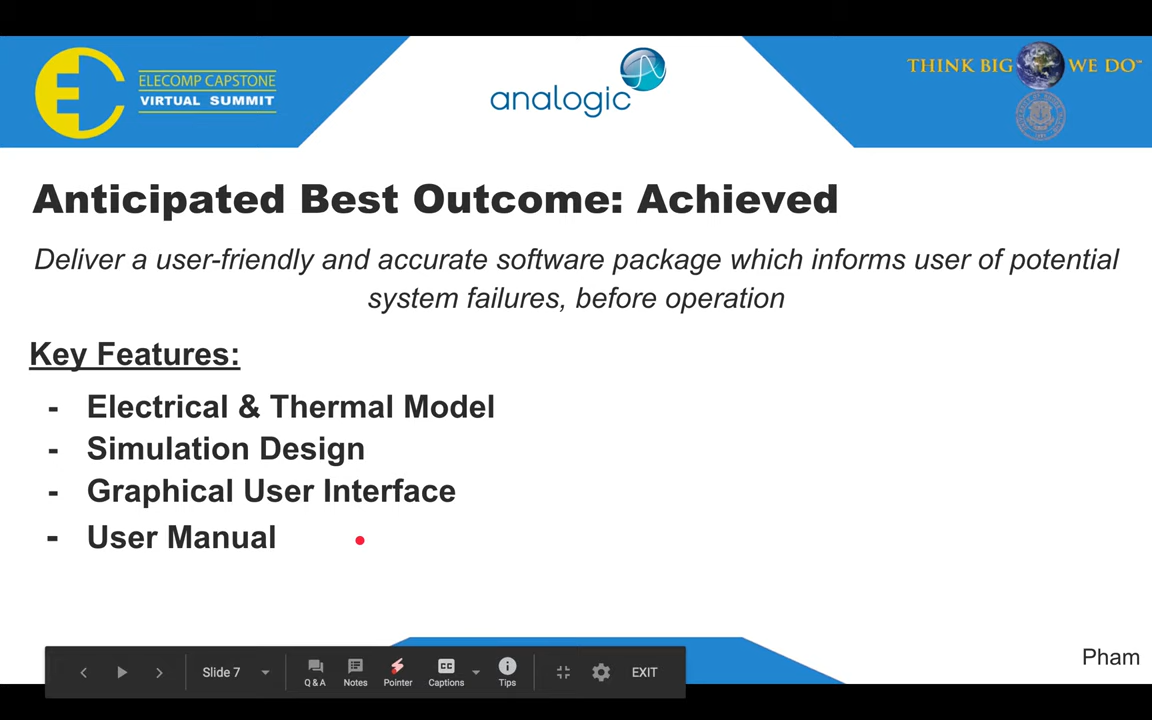 ELECOMP CAPSTONE
VIRTUAL SUMMIT
analogic
THINK BIG WE DO™
Anticipated Best Outcome: Achieved
Deliver a user-friendly and accurate software package which informs user of potential
system failures, before operation
Key Features:
- Electrical & Thermal Model
- Simulation Design
- Graphical User Interface
- User Manual
Pham
Slide 7
Q & A
Notes
Pointer
CC
Captions
Tips
EXIT